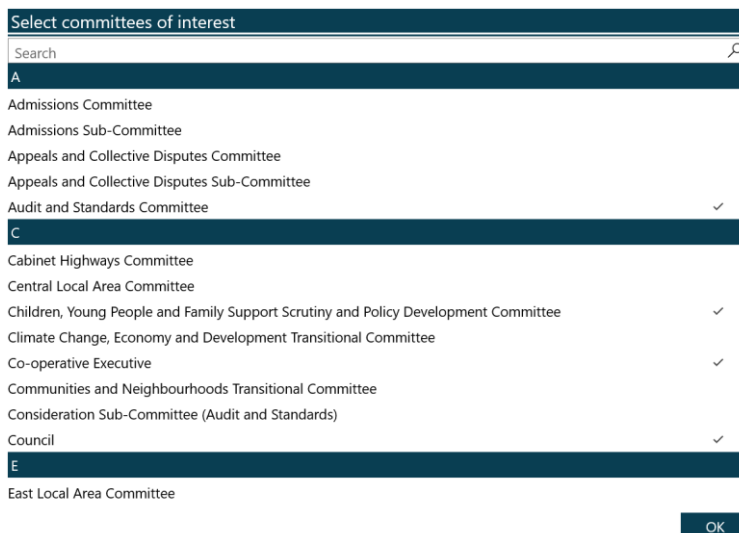 Select committees of interest
Search
A
Admissions Committee
Admissions Sub-Committee
Appeals and Collective Disputes Committee
Appeals and Collective Disputes Sub-Committee
Audit and Standards Committee
C
Cabinet Highways Committee
Central Local Area Committee
Children, Young People and Family Support Scrutiny and Policy Development Committee
Climate Change, Economy and Development Transitional Committee
Co-operative Executive
Communities and Neighbourhoods Transitional Committee
Consideration Sub-Committee (Audit and Standards)
Council
E
East Local Area Committee
OK